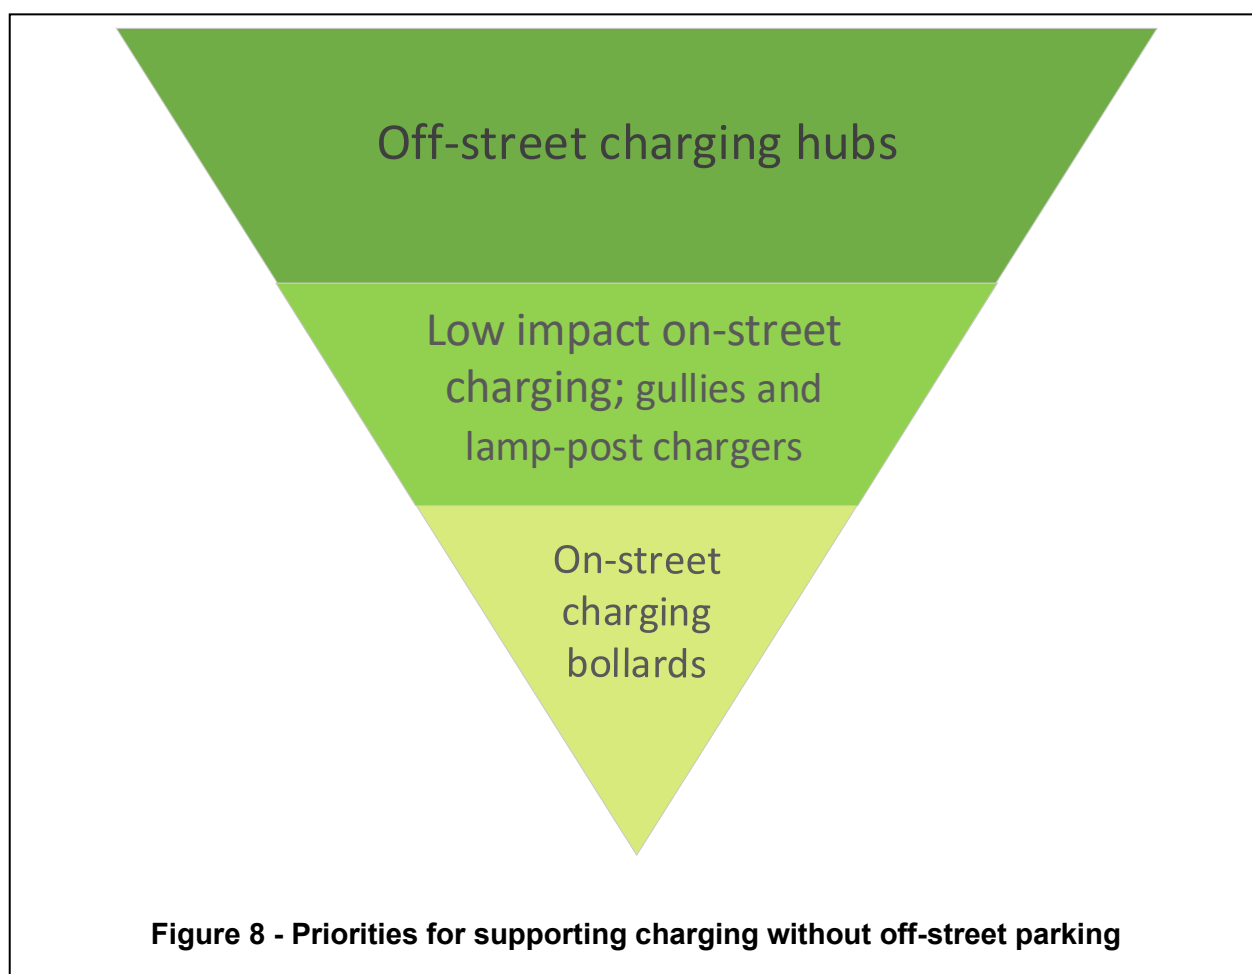 Off-street charging hubs
Low impact on-street
charging; gullies and
lamp-post chargers
On-street
charging
bollards
Figure 8 - Priorities for supporting charging without off-street parking